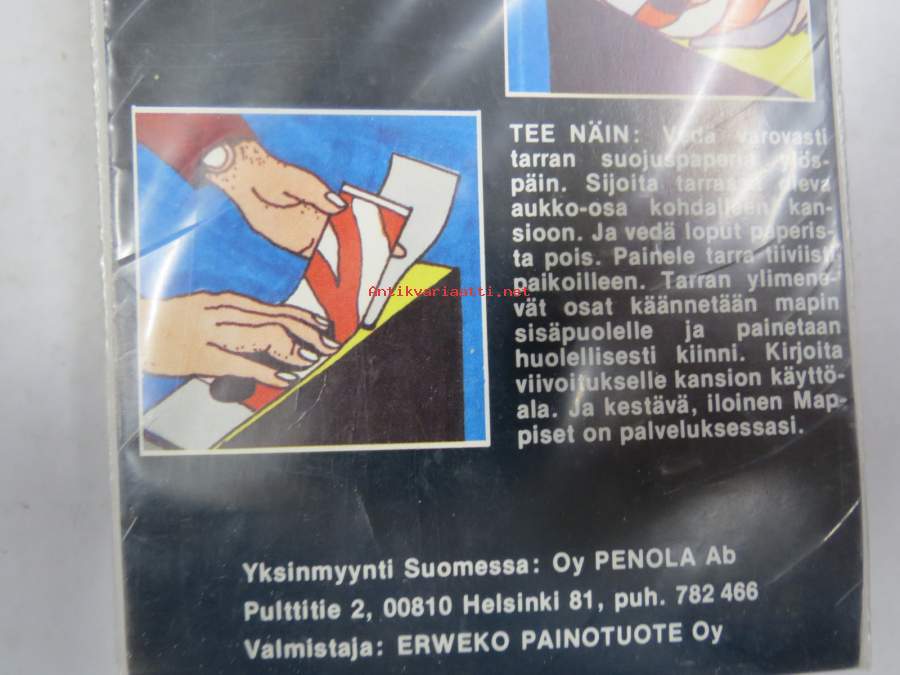 TEE NÄIN: Vedä varovasti
tarran suojuspaperia ylös-
päin. Sijoita tarrassa oleva
aukko-osa kohdalleen kan-
sioon. Ja vedä loput paperis-
ta pois. Painele tarra tiiviisti
paikoilleen. Tarran ylimene-
vät osat käännetään mapin
sisäpuolelle ja painetaan
huolellisesti kiinni. Kirjoita
viivoitukselle kansion käyttö-
ala. Ja kestävä, iloinen Map-
piset on palveluksessasi.
Antikvariaatti.net
Yksinmyynti Suomessa: Oy PENOLA Ab
Pulttitie 2, 00810 Helsinki 81, puh. 782 466
Valmistaja: ERWEKO PAINOTUOTE Oy